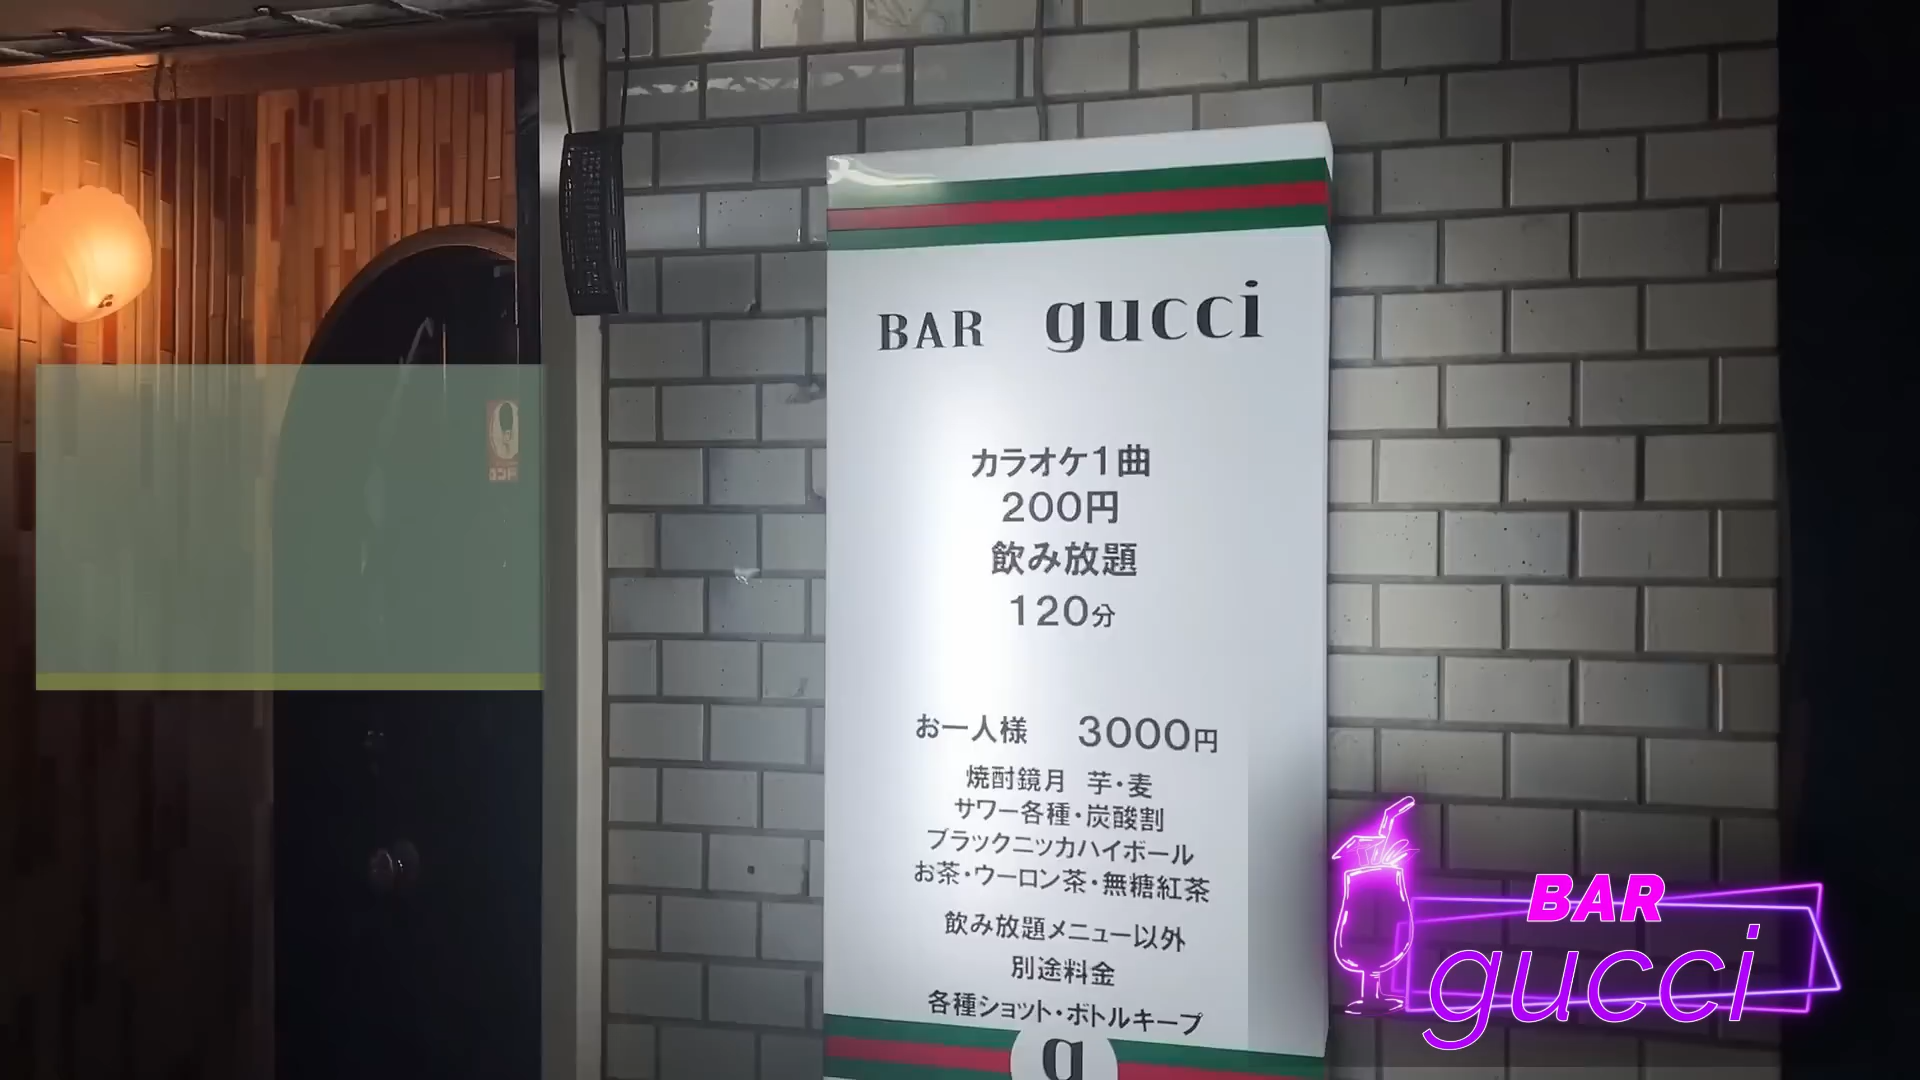 BAR gucci
カラオケ1曲
200円
飲み放題
120分
お一人様 3000円
焼酎鏡月 芋・麦
サワー各種・炭酸割
ブラックニッカハイボール
お茶・ウーロン茶・無糖紅茶
飲み放題メニュー以外
別途料金
各種ショット・ボトルキープ
g
BAR
gucci